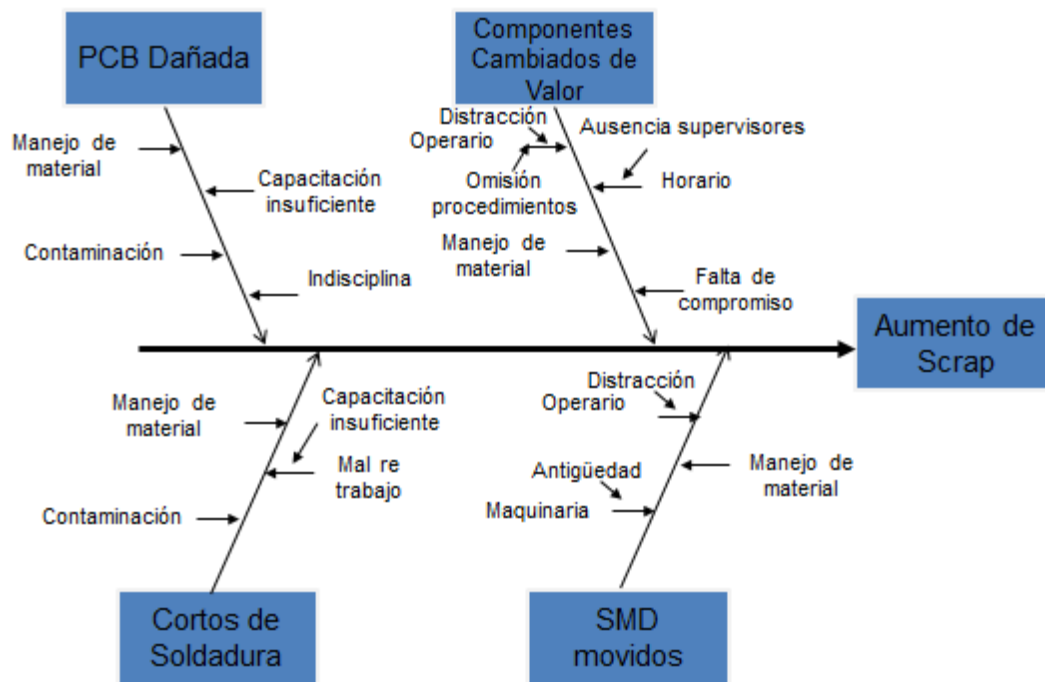 PCB Dañada
Componentes
Cambiados de
Valor
Manejo de
material
Capacitación
insuficiente
Contaminación
Indisciplina
Distracción
Operario
Ausencia supervisores
Omisión
procedimientos
Horario
Manejo de
material
Falta de
compromiso
Aumento de
Scrap
Manejo de
material
Capacitación
insuficiente
Mal re
trabajo
Contaminación
Distracción
Operario
Antigüedad
Maquinaria
Manejo de
material
Cortos de
Soldadura
SMD
movidos